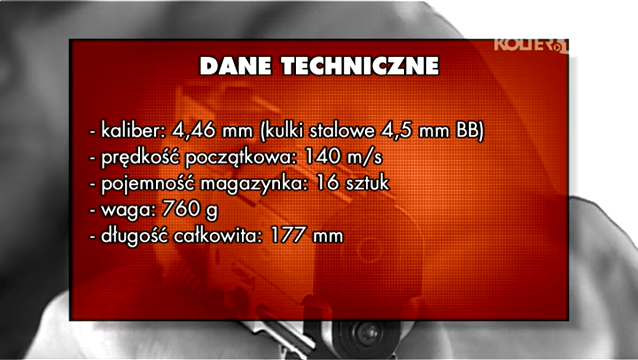 KOLTER
DANE TECHNICZNE
- kaliber: 4,46 mm (kulki stalowe 4,5 mm BB)
- prędkość początkowa: 140 m/s
- pojemność magazynka: 16 sztuk
- waga: 760 g
- długość całkowita: 177 mm